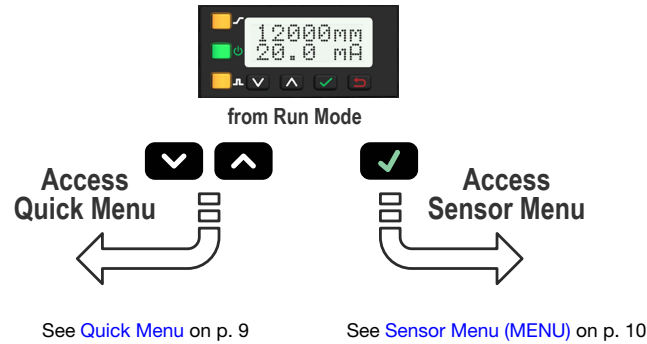 12000mm
20.0 mA
from Run Mode
Access
Quick Menu
Access
Sensor Menu
See Quick Menu on p. 9
See Sensor Menu (MENU) on p. 10